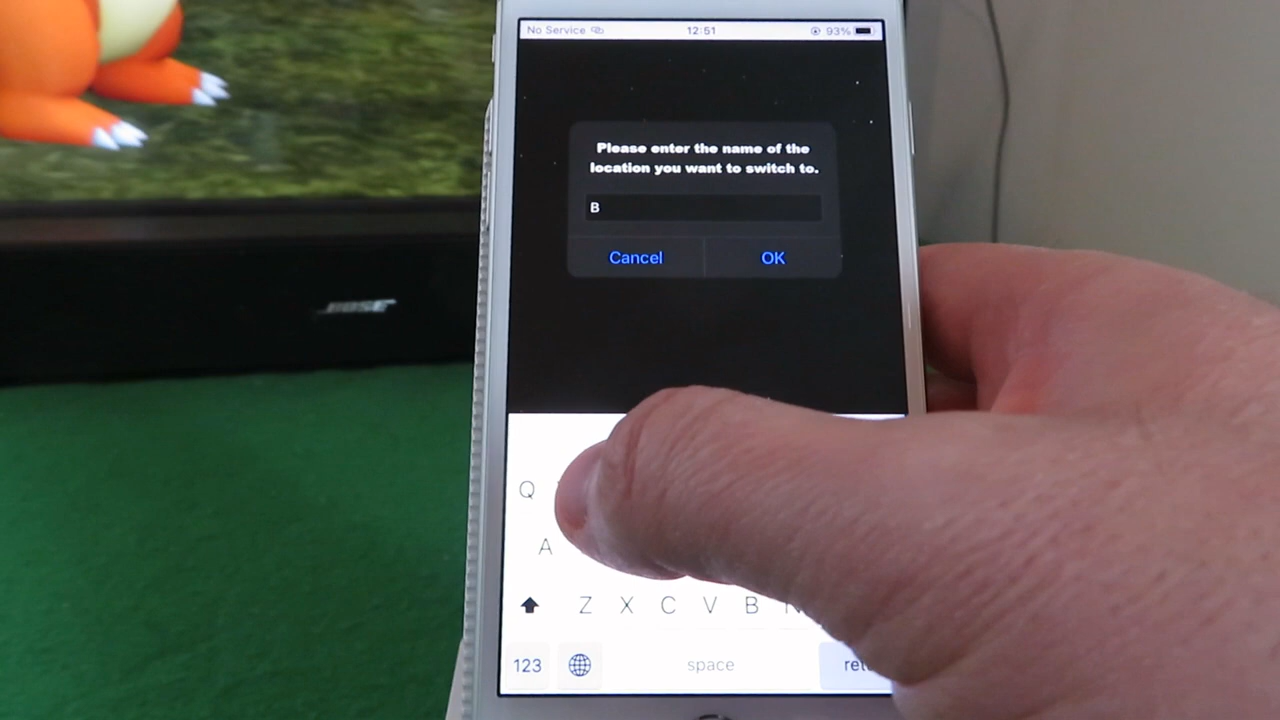 No Service 12:51 93%
Please enter the name of the
location you want to switch to.
B
Cancel OK
BOSE
Q
A
Z X C V B
123 space